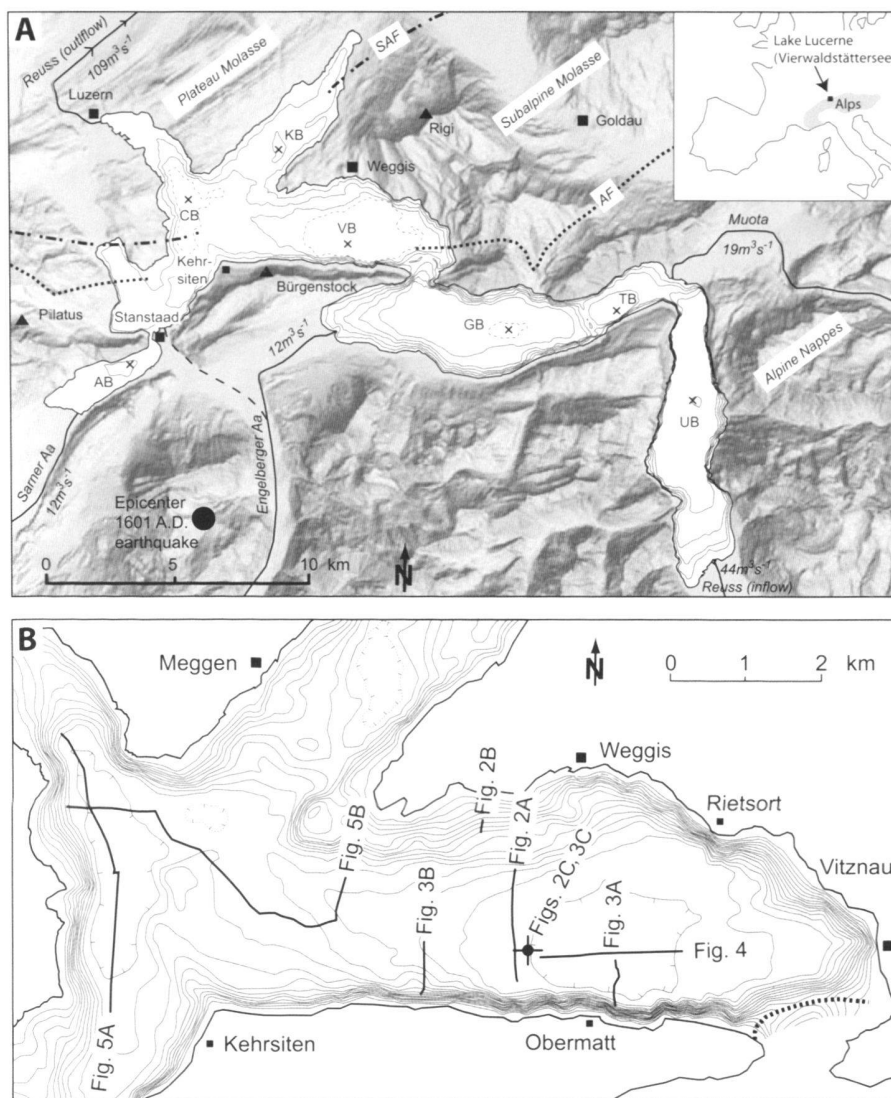 A
Reuss (outiflow)
109m³s⁻¹
Plateau Molasse
SAF
Subalpine Molasse
Lake Lucerne
(Vierwaldstättersee)
Alps
Luzern
KB
Rigi
Goldau
Weggis
AF
CB
VB
Muota
19m³s⁻¹
Kehr-
siten
Bürgenstock
Pilatus
Stanstaad
12m³s⁻¹
GB
TB
Alpine Nappes
AB
UB
Sarner Aa
12m³s⁻¹
Engelberger Aa
Epicenter
1601 A.D.
earthquake
0 5 10 km
N
44m³s⁻¹
Reuss (inflow)
B
Meggen
N
0 1 2 km
Weggis
Fig. 2B
Rietsort
Fig. 5B
Fig. 2A
Vitznau
Fig. 3B
Figs. 2C, 3C
Fig. 3A
Fig. 4
Fig. 5A
Kehrsiten
Obermatt